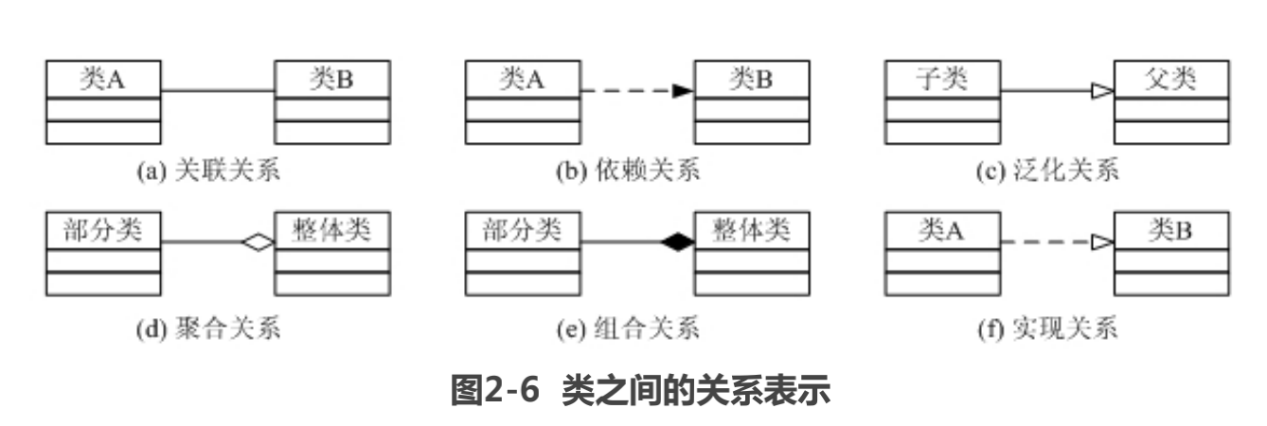 类A 类B 类A 类B 子类 父类
(a) 关联关系 (b) 依赖关系 (c) 泛化关系
部分类 整体类 部分类 整体类 类A 类B
(d) 聚合关系 (e) 组合关系 (f) 实现关系
图2-6 类之间的关系表示